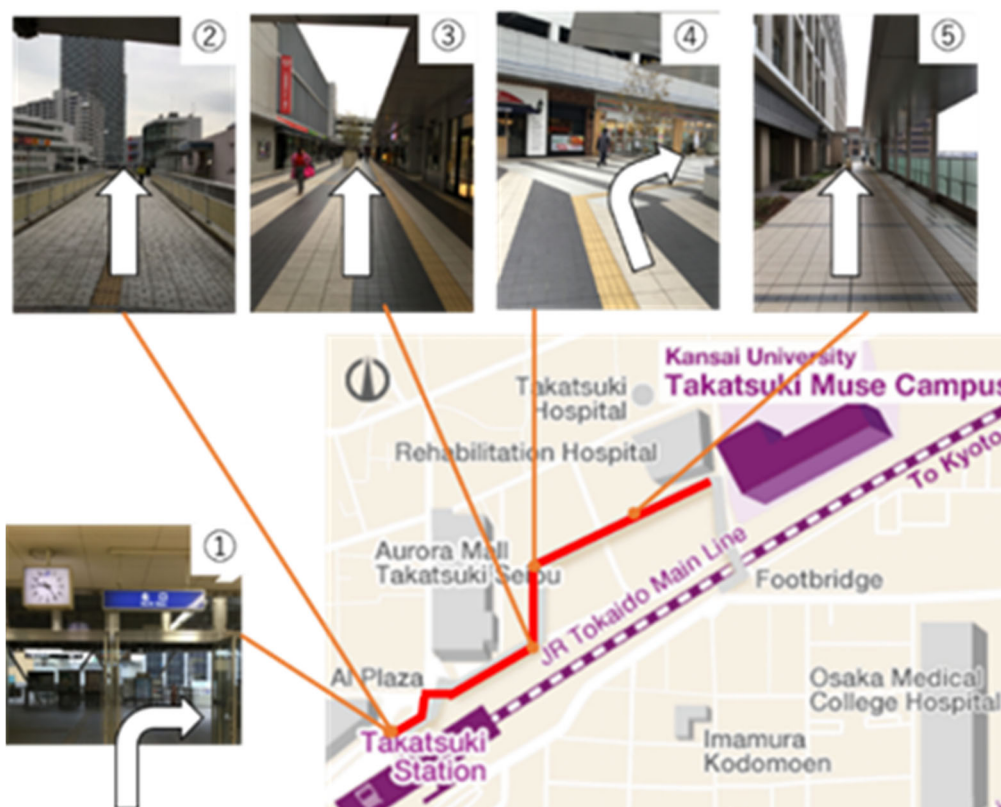 ②
③
④
⑤
Kansai University
Takatsuki Muse Campus
Takatsuki
Hospital
Rehabilitation Hospital
To Kyoto
①
Aurora Mall
Takatsuki Seibu
JR Tokaido Main Line
Footbridge
Al Plaza
Osaka Medical
College Hospital
Takatsuki
Station
Imamura
Kodomoen